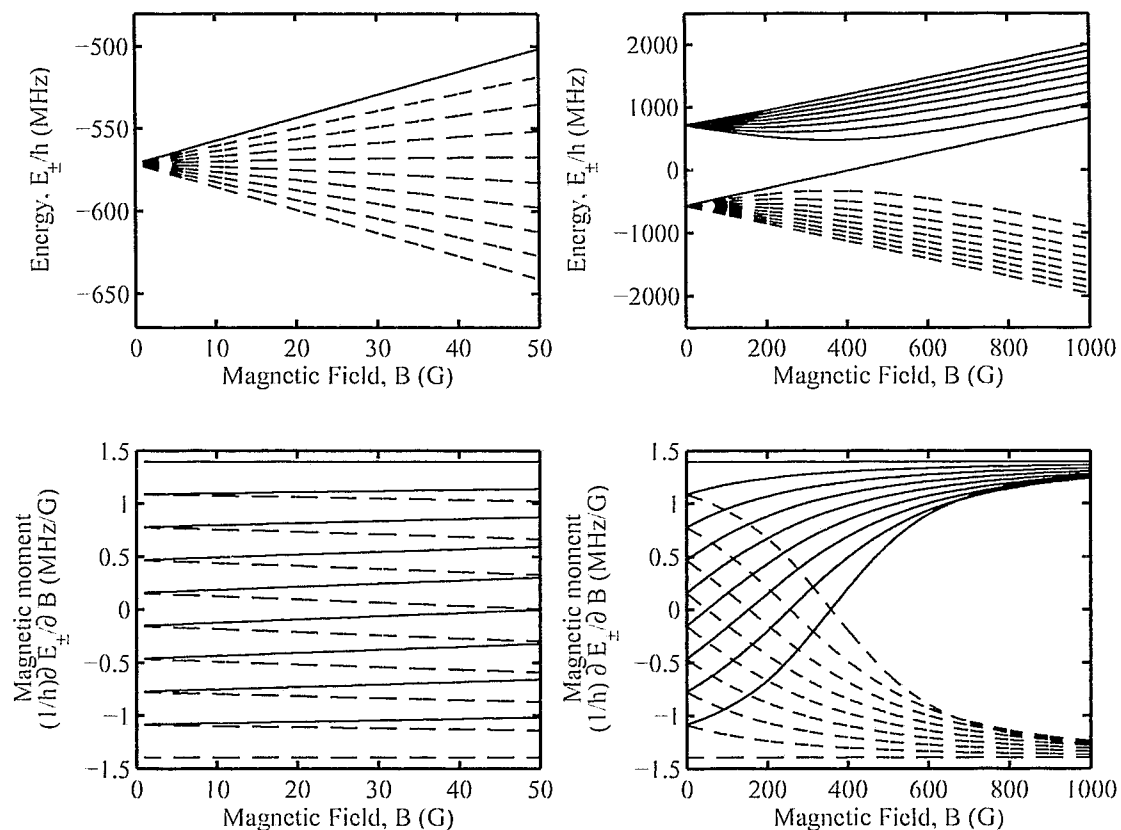 −500
−550
−600
−650
0 10 20 30 40 50
Magnetic Field, B (G)
Energy, E±/h (MHz)
2000
1000
0
−1000
−2000
0 200 400 600 800 1000
Magnetic Field, B (G)
Energy, E±/h (MHz)
1.5
1
0.5
0
−0.5
−1
−1.5
0 10 20 30 40 50
Magnetic Field, B (G)
Magnetic moment
(1/h)∂ E±/∂ B (MHz/G)
1.5
1
0.5
0
−0.5
−1
−1.5
0 200 400 600 800 1000
Magnetic Field, B (G)
Magnetic moment
(1/h) ∂ E±/∂ B (MHz/G)